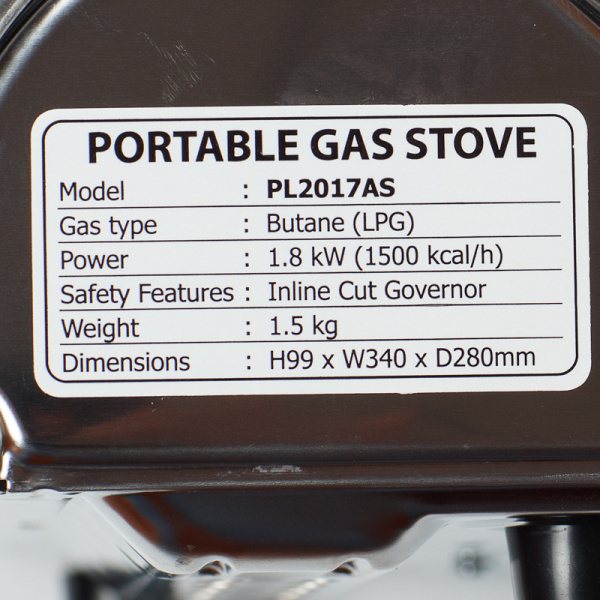 PORTABLE GAS STOVE
Model : PL2017AS
Gas type : Butane (LPG)
Power : 1.8 kW (1500 kcal/h)
Safety Features : Inline Cut Governor
Weight : 1.5 kg
Dimensions : H99 x W340 x D280mm